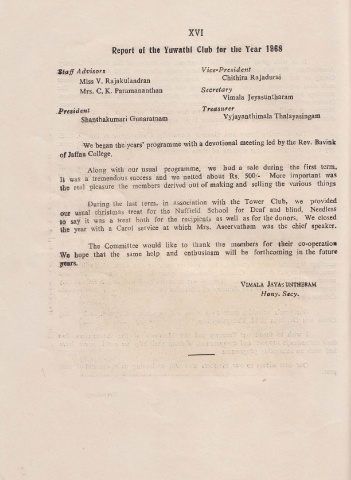 XVI
Report of the Yuwathi Club for the Year 1968
Staff Advisors
Miss V. Rajakulandran
Mrs. C. K. Paramananthan
President
Shanthakumari Gunaratnam
Vice-President
Chithira Rajadurai
Secretary
Vimala Jeyasuntharam
Treasurer
Vyjayanthimala Thalayasingam
We began the years' programme with a devotional meeting led by the Rev. Bavink
of Jaffna College.
Along with our usual programme, we had a sale during the first term.
It was a tremendous success and we netted about Rs. 500/- More important was
the real pleasure the members derived out of making and selling the various things
During the last term, in association with the Tower Club, we provided
our usual christmas treat for the Nuffield School for Deaf and blind. Needless
to say it was a treat both for the recipients as well as for the donors. We closed
the year with a Carol service at which Mrs. Aseervatham was the chief speaker.
The Committee would like to thank the members for their co-operation
We hope that the same help and enthusiasm will be forthcoming in the future
years.
VIMALA JAYASUNTHERAM
Hony. Secy.